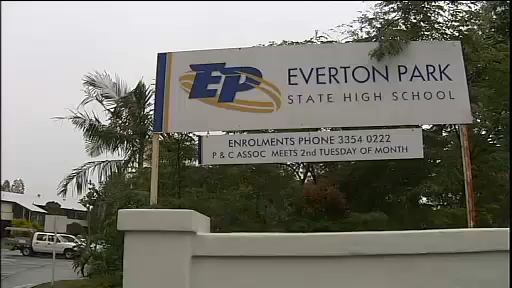 EP EVERTON PARK
STATE HIGH SCHOOL
ENROLMENTS PHONE 3354 0222
P & C ASSOC MEETS 2nd TUESDAY OF MONTH